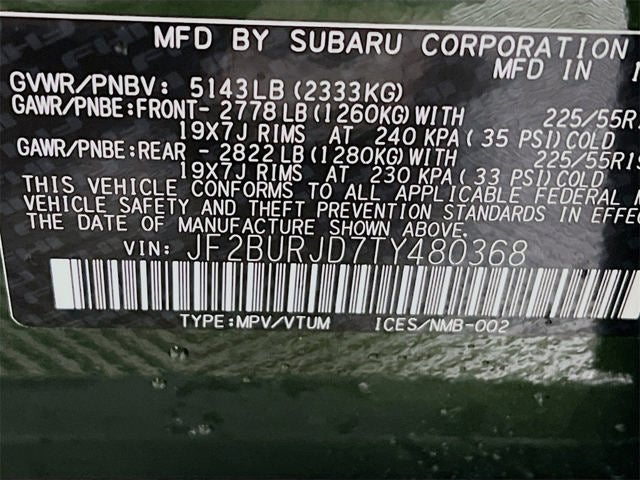 MFD BY SUBARU CORPORATION
MFD IN
GVWR/PNBV: 5143LB(2333KG)
GAWR/PNBE:FRONT- 2778 LB(1260KG)WITH 225/55R1
19X7J RIMS AT 240 KPA(35 PSI)COLD
GAWR/PNBE:REAR - 2822 LB(1280KG)WITH 225/55R19
19X7J RIMS AT 230 KPA(33 PSI)COLD
THIS VEHICLE CONFORMS TO ALL APPLICABLE FEDERAL
VEHICLE SAFETY AND THEFT PREVENTION STANDARDS IN EFFE
THE DATE OF MANUFACTURE SHOWN ABOVE.
VIN: JF2BURJD7TY480368
TYPE:MPV/VTUM ICES/NMB-002